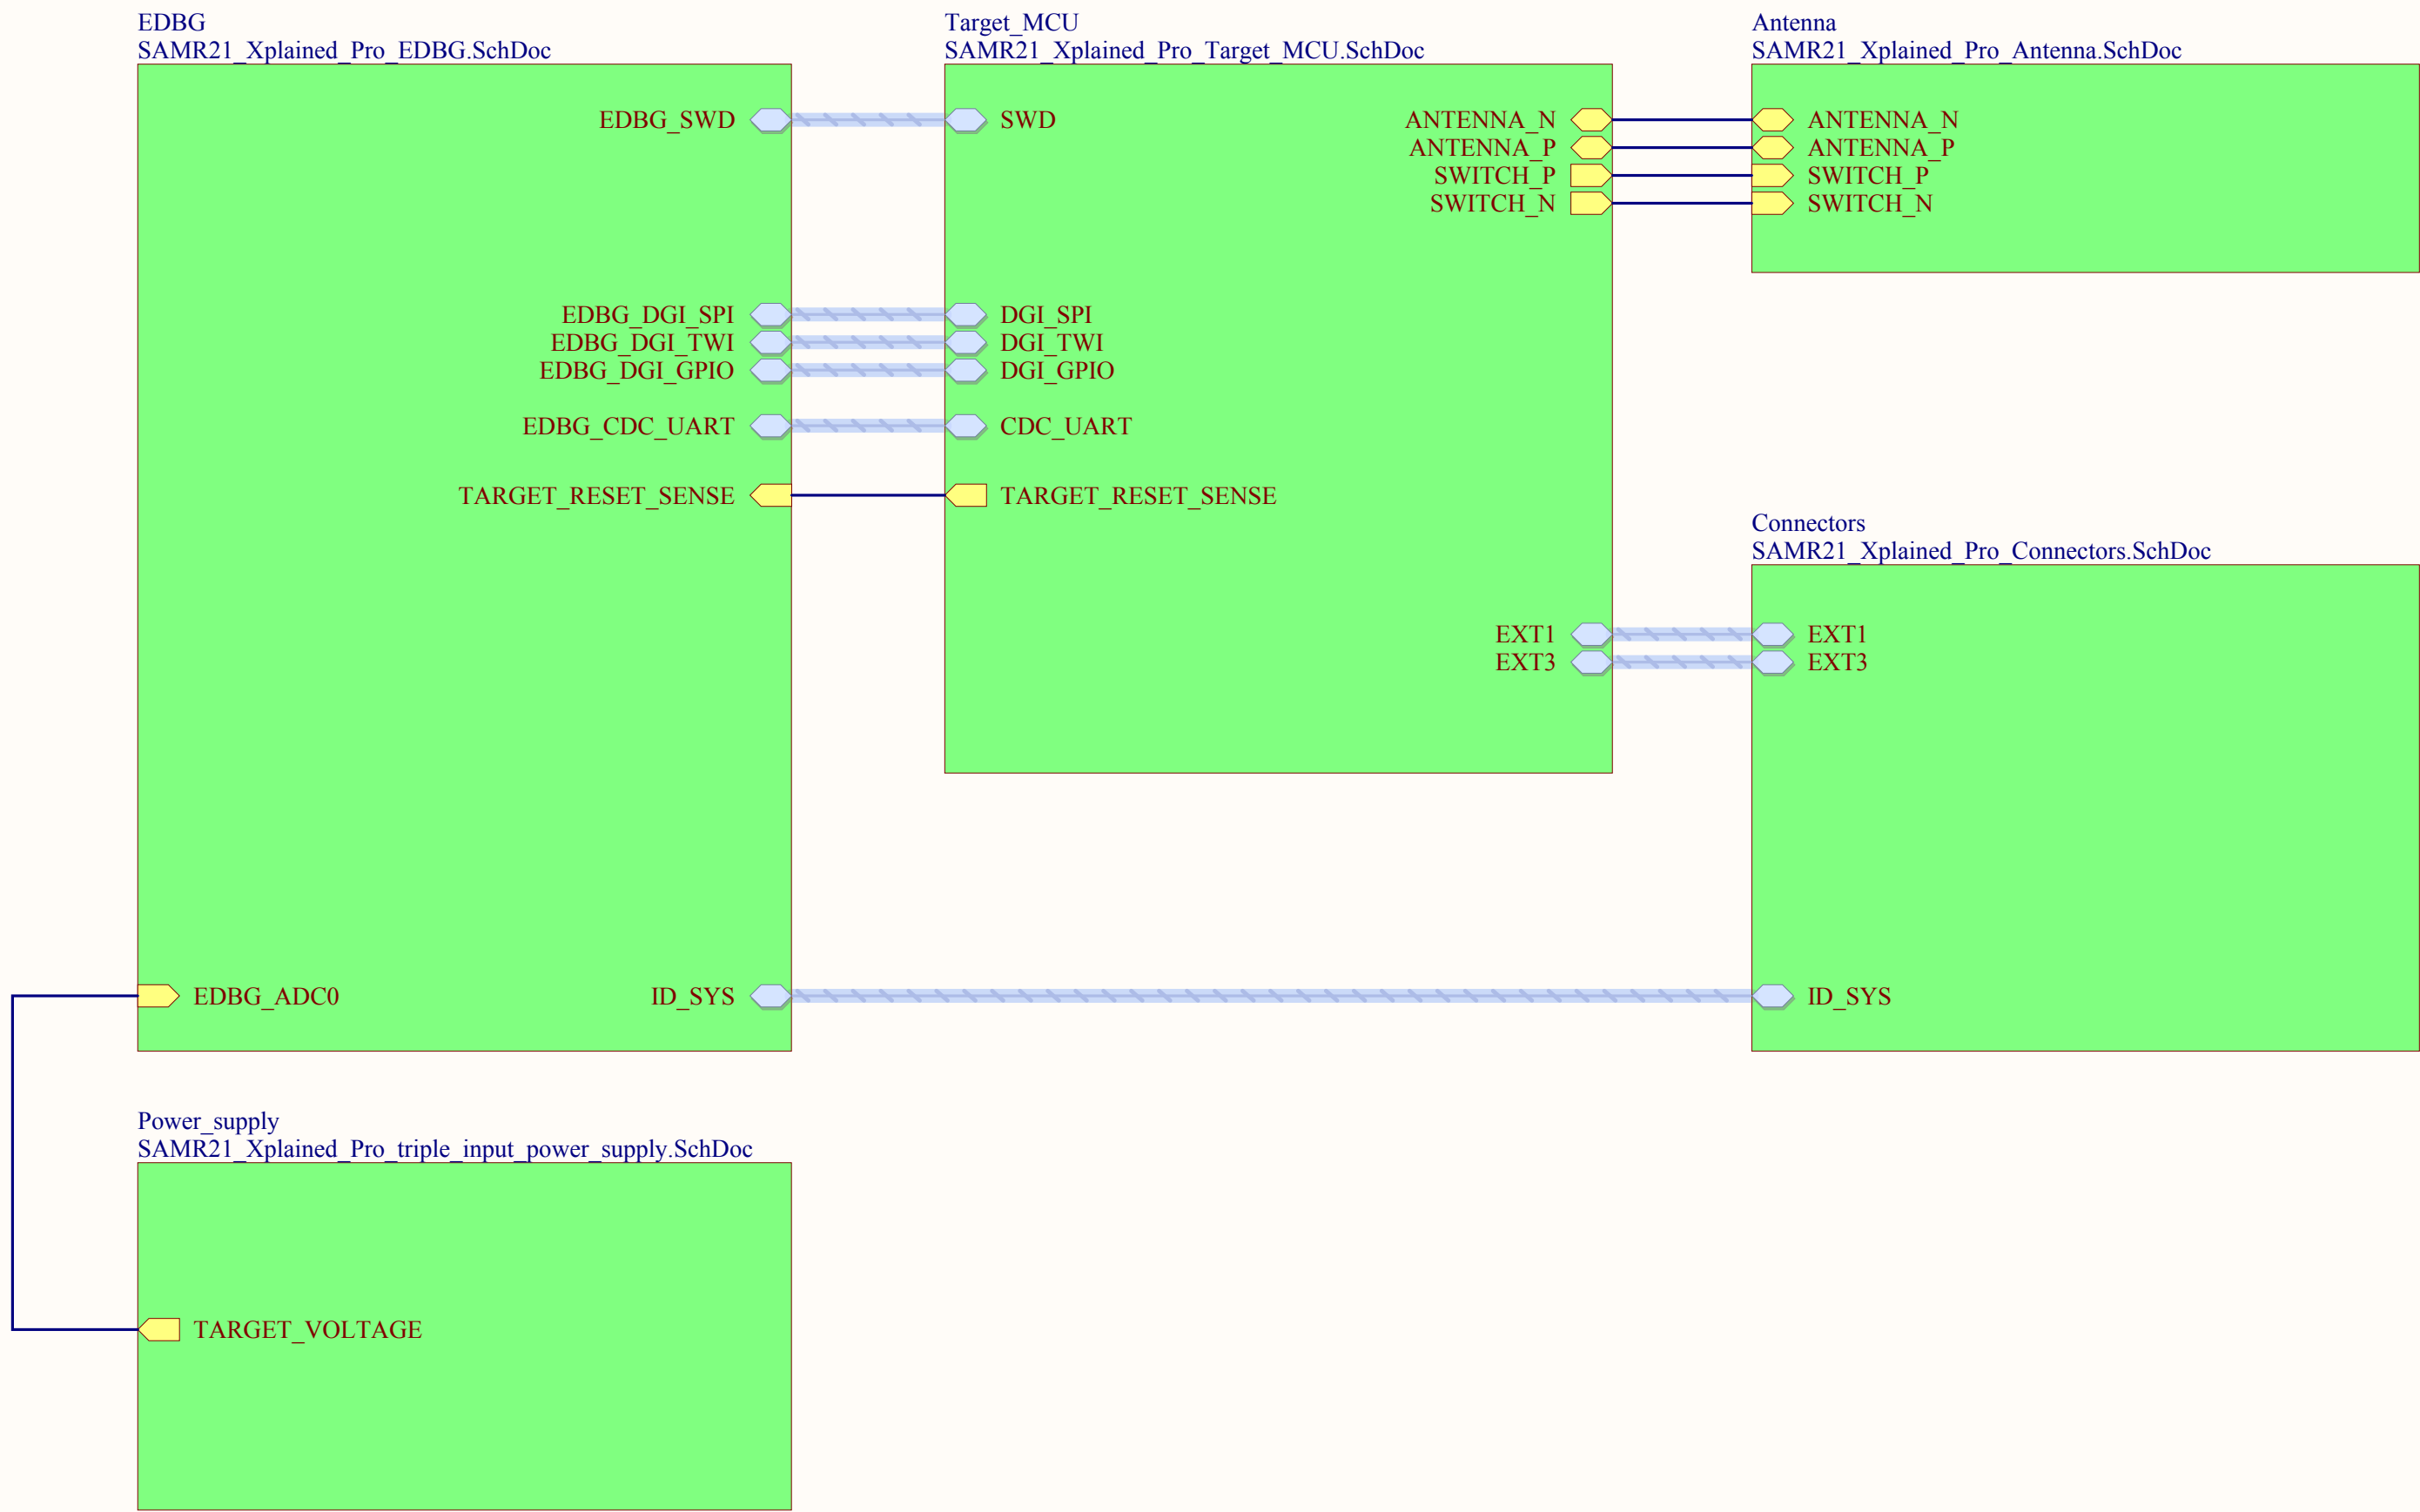 EDBG
SAMR21_Xplained_Pro_EDBG.SchDoc
EDBG_SWD
EDBG_DGI_SPI
EDBG_DGI_TWI
EDBG_DGI_GPIO
EDBG_CDC_UART
TARGET_RESET_SENSE
EDBG_ADC0
ID_SYS
Target_MCU
SAMR21_Xplained_Pro_Target_MCU.SchDoc
SWD
DGI_SPI
DGI_TWI
DGI_GPIO
CDC_UART
TARGET_RESET_SENSE
ANTENNA_N
ANTENNA_P
SWITCH_P
SWITCH_N
EXT1
EXT3
Antenna
SAMR21_Xplained_Pro_Antenna.SchDoc
ANTENNA_N
ANTENNA_P
SWITCH_P
SWITCH_N
Connectors
SAMR21_Xplained_Pro_Connectors.SchDoc
EXT1
EXT3
ID_SYS
Power_supply
SAMR21_Xplained_Pro_triple_input_power_supply.SchDoc
TARGET_VOLTAGE